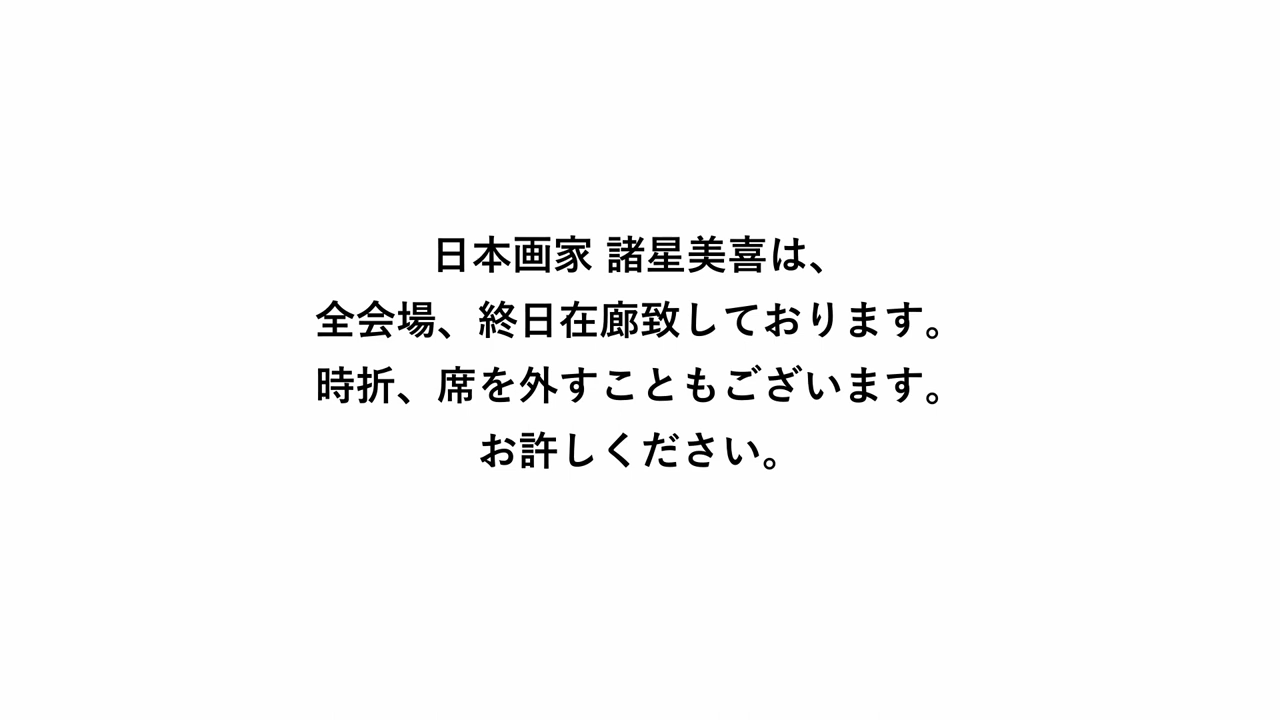 日本画家 諸星美喜は、
全会場、終日在廊致しております。
時折、席を外すこともございます。
お許しください。